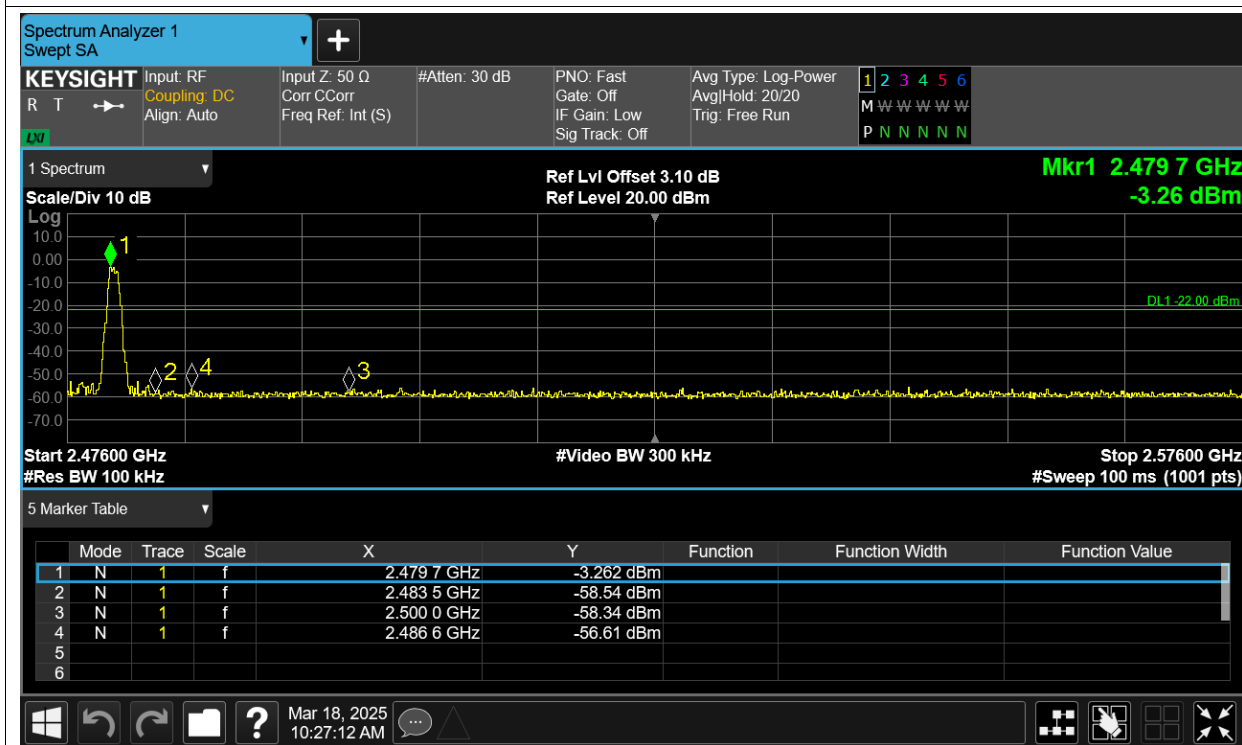 Spectrum Analyzer 1
Swept SA
+
KEYSIGHT Input: RF Input Z: 50 Ω #Atten: 30 dB PNO: Fast Avg Type: Log-Power 1 2 3 4 5 6
R T Coupling: DC Corr CCorr Gate: Off Avg|Hold: 20/20 M W W W W W
Align: Auto Freq Ref: Int (S) IF Gain: Low Trig: Free Run
LXI Sig Track: Off P N N N N N
1 Spectrum Ref Lvl Offset 3.10 dB Mkr1 2.479 7 GHz
Scale/Div 10 dB Ref Level 20.00 dBm -3.26 dBm
Log
10.0
1
0.00
-10.0
-20.0 DL1 -22.00 dBm
-30.0
-40.0
-50.0 2 4 3
-60.0
-70.0
Start 2.47600 GHz #Video BW 300 kHz Stop 2.57600 GHz
#Res BW 100 kHz #Sweep 100 ms (1001 pts)
5 Marker Table
Mode Trace Scale X Y Function Function Width Function Value
1 N 1 f 2.479 7 GHz -3.262 dBm
2 N 1 f 2.483 5 GHz -58.54 dBm
3 N 1 f 2.500 0 GHz -58.34 dBm
4 N 1 f 2.486 6 GHz -56.61 dBm
5
6
? Mar 18, 2025
10:27:12 AM